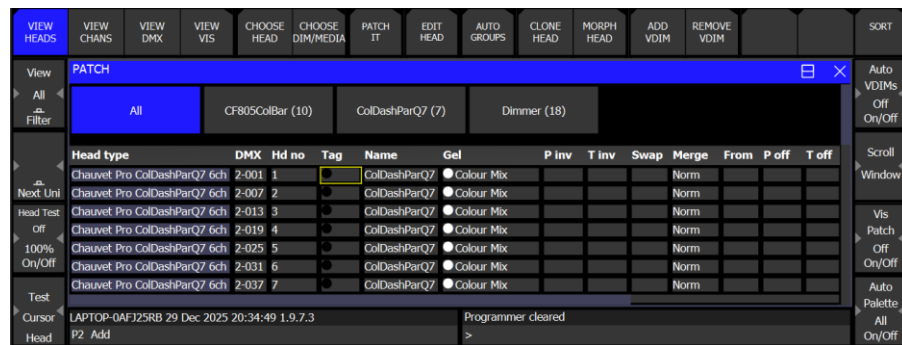 VIEW HEADS
VIEW CHANS
VIEW DMX
VIEW VIS
CHOOSE HEAD
CHOOSE DIM/MEDIA
PATCH IT
EDIT HEAD
AUTO GROUPS
CLONE HEAD
MORPH HEAD
ADD VDIM
REMOVE VDIM
SORT
View
All
Filter
Next Uni
Head Test
Off
100%
On/Off
Test
Cursor
Head
PATCH
All
CF805ColBar (10)
ColDashParQ7 (7)
Dimmer (18)
Head type DMX Hd no Tag Name Gel P inv T inv Swap Merge From P off T off
Chauvet Pro ColDashParQ7 6ch 2-001 1 ColDashParQ7 Colour Mix Norm
Chauvet Pro ColDashParQ7 6ch 2-007 2 ColDashParQ7 Colour Mix Norm
Chauvet Pro ColDashParQ7 6ch 2-013 3 ColDashParQ7 Colour Mix Norm
Chauvet Pro ColDashParQ7 6ch 2-019 4 ColDashParQ7 Colour Mix Norm
Chauvet Pro ColDashParQ7 6ch 2-025 5 ColDashParQ7 Colour Mix Norm
Chauvet Pro ColDashParQ7 6ch 2-031 6 ColDashParQ7 Colour Mix Norm
Chauvet Pro ColDashParQ7 6ch 2-037 7 ColDashParQ7 Colour Mix Norm
LAPTOP-0AFJ25RB 29 Dec 2025 20:34:49 1.9.7.3
Programmer cleared
P2 Add
>
Auto
VDIMs
Off
On/Off
Scroll
Window
Vis
Patch
Off
On/Off
Auto
Palette
All
On/Off